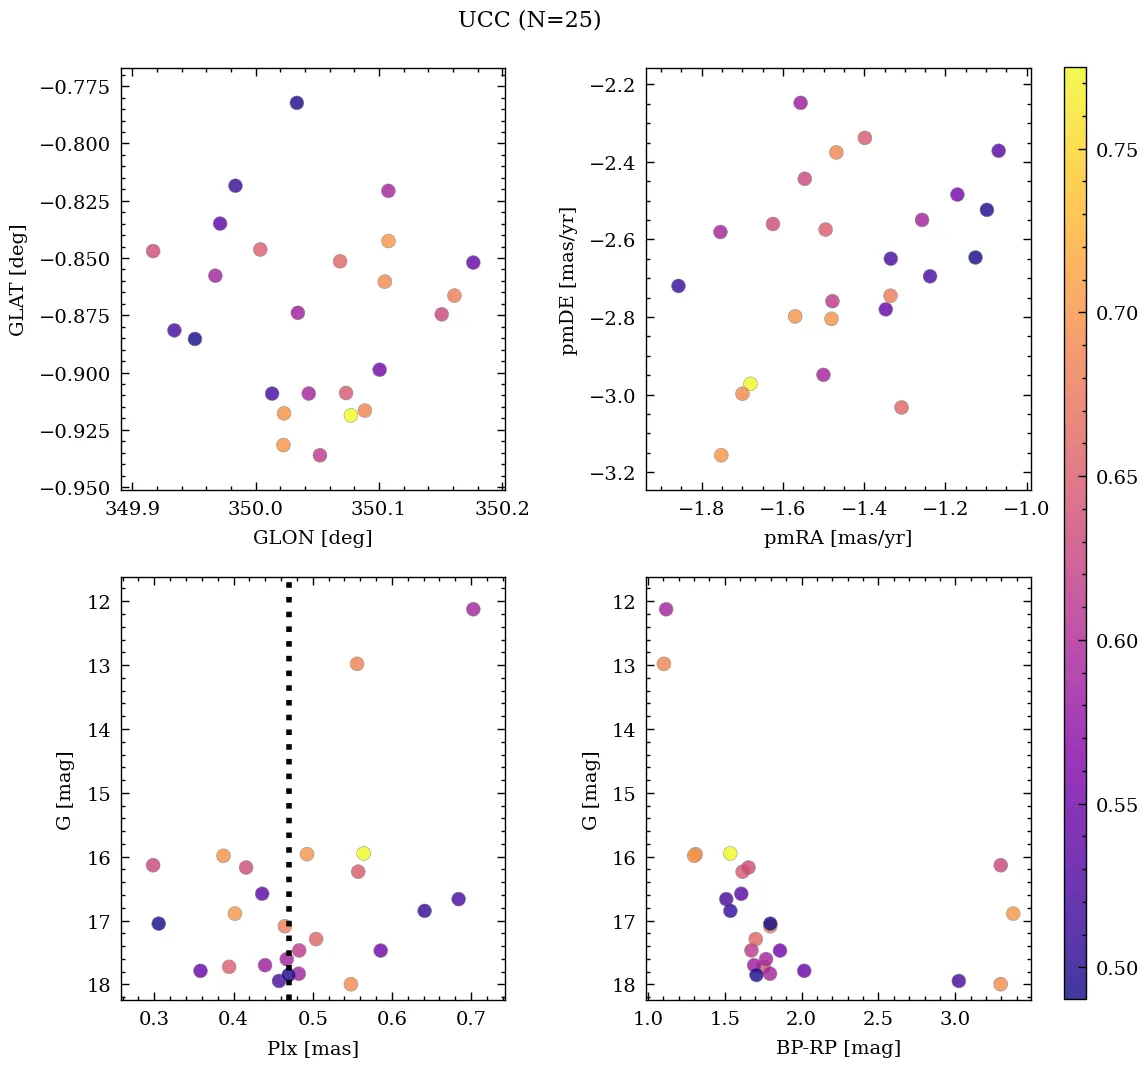 UCC (N=25)
−0.775
−0.800
−0.825
−0.850
−0.875
−0.900
−0.925
−0.950
GLAT [deg]
349.9 350.0 350.1 350.2
GLON [deg]
−2.2
−2.4
−2.6
−2.8
−3.0
−3.2
pmDE [mas/yr]
−1.8 −1.6 −1.4 −1.2 −1.0
pmRA [mas/yr]
12
13
14
15
16
17
18
G [mag]
0.3 0.4 0.5 0.6 0.7
Plx [mas]
12
13
14
15
16
17
18
G [mag]
1.0 1.5 2.0 2.5 3.0
BP-RP [mag]
0.75
0.70
0.65
0.60
0.55
0.50